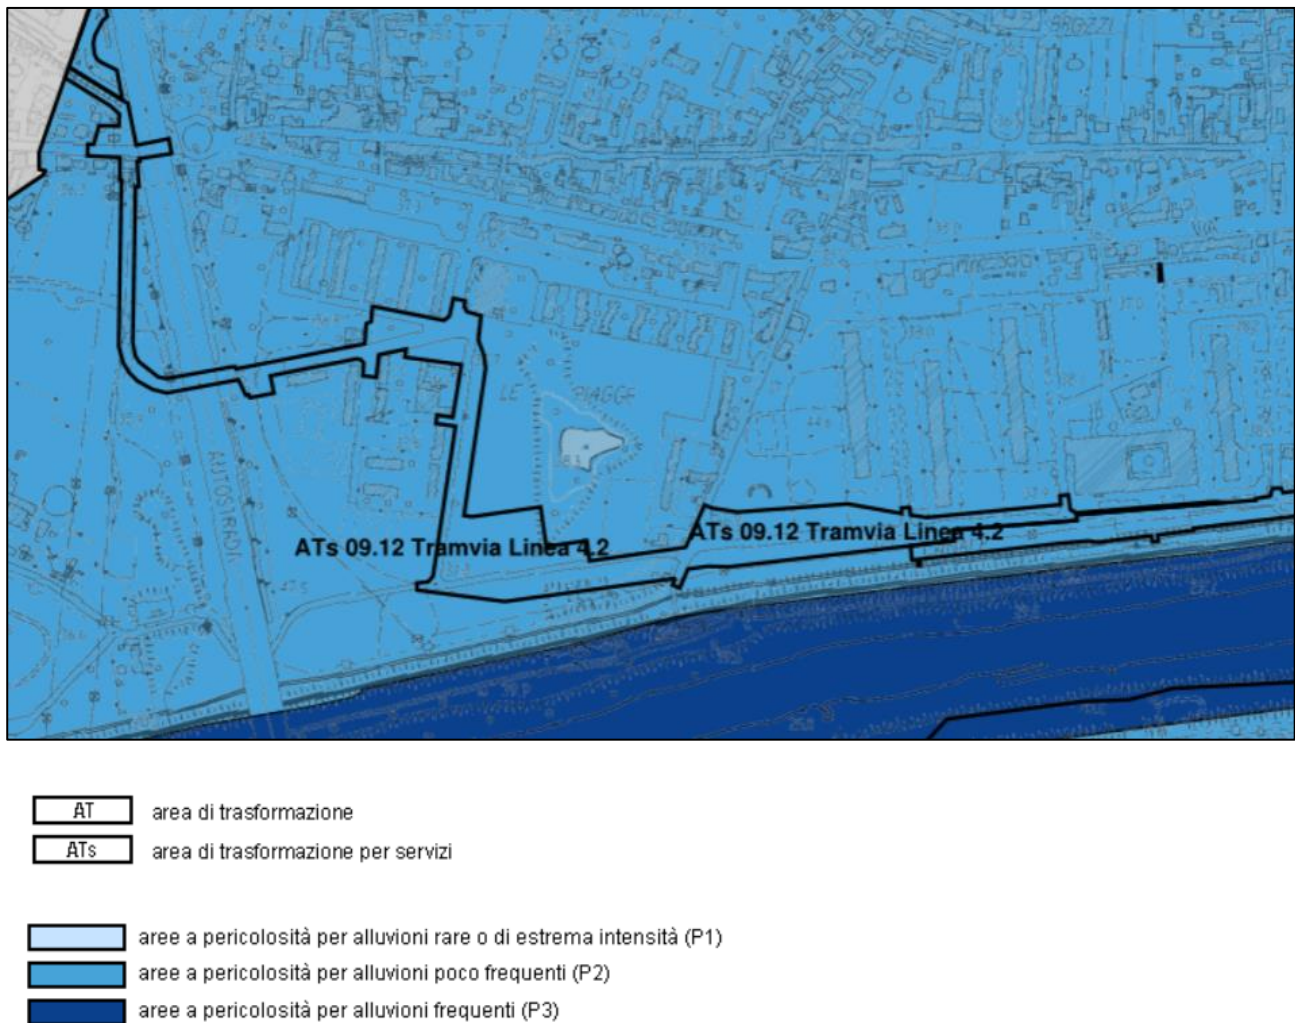 BROZZI
LE PIAGGE
AUTOSTRADA
ATs 09.12 Tramvia Linea 4.2
ATs 09.12 Tramvia Linea 4.2
AT area di trasformazione
ATs area di trasformazione per servizi
aree a pericolosità per alluvioni rare o di estrema intensità (P1)
aree a pericolosità per alluvioni poco frequenti (P2)
aree a pericolosità per alluvioni frequenti (P3)